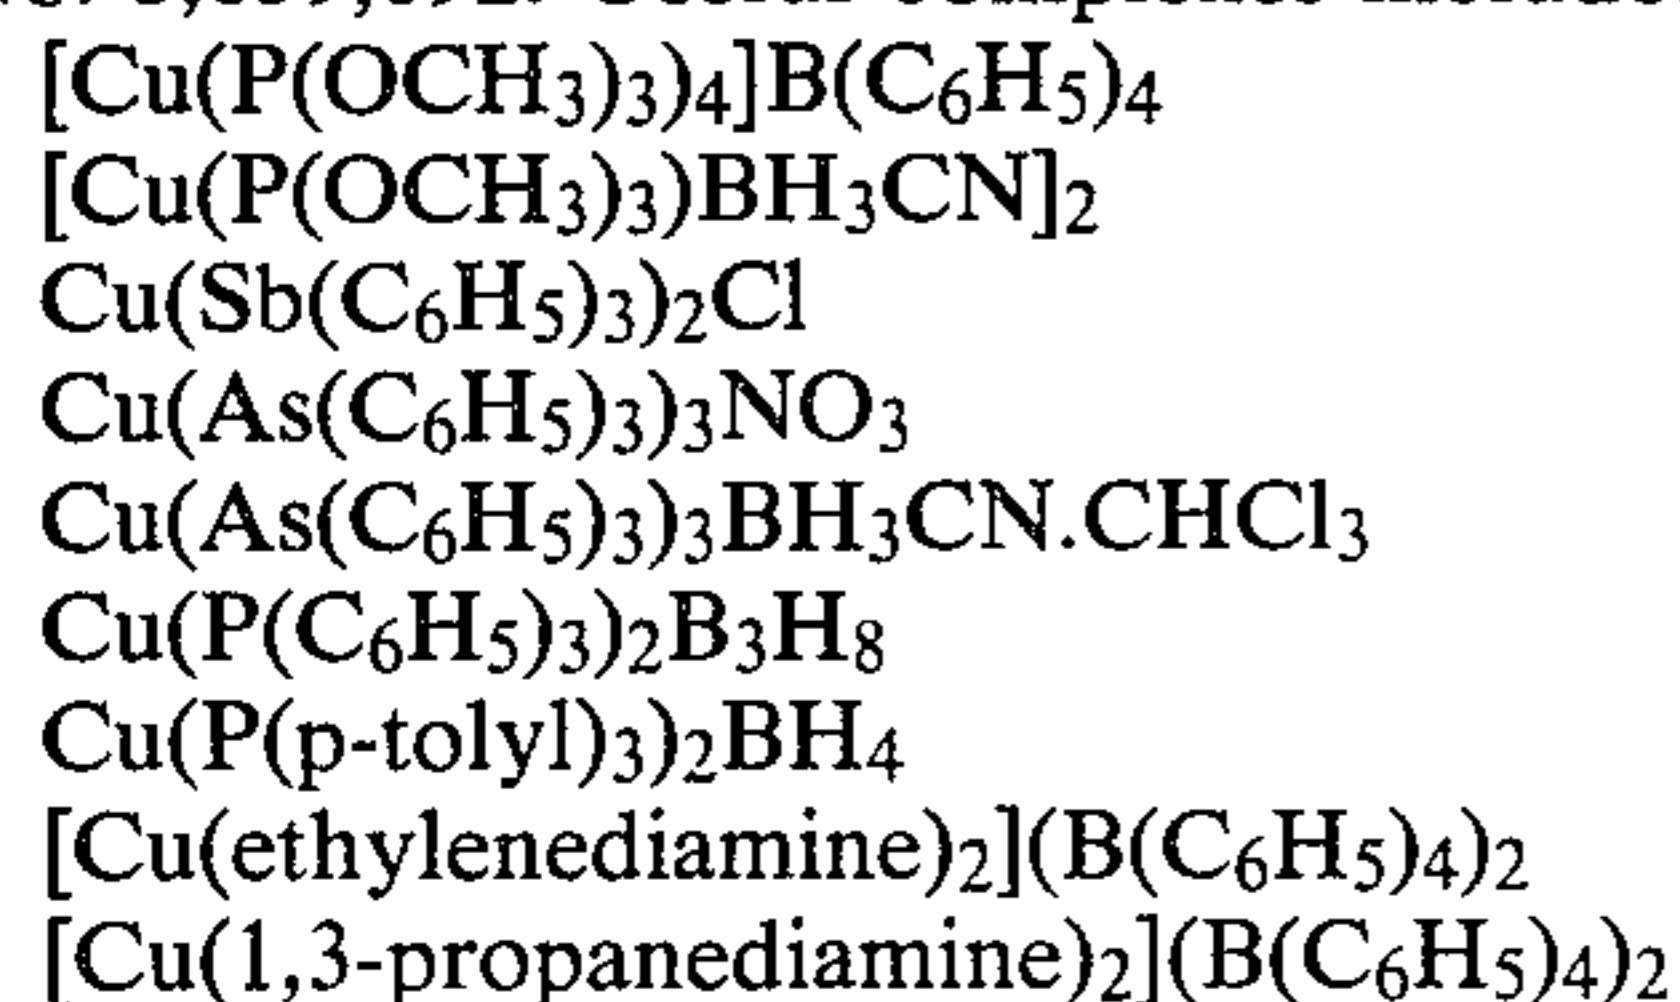 [Cu(P(OCH3)3)4]B(C6H5)4
[Cu(P(OCH3)3)BH3CN]2
Cu(Sb(C6H5)3)2Cl
Cu(As(C6H5)3)3NO3
Cu(As(C6H5)3)3BH3CN.CHCl3
Cu(P(C6H5)3)2B3H8
Cu(P(p-tolyl)3)2BH4
[Cu(ethylenediamine)2](B(C6H5)4)2
[Cu(1,3-propanediamine)2](B(C6H5)4)2